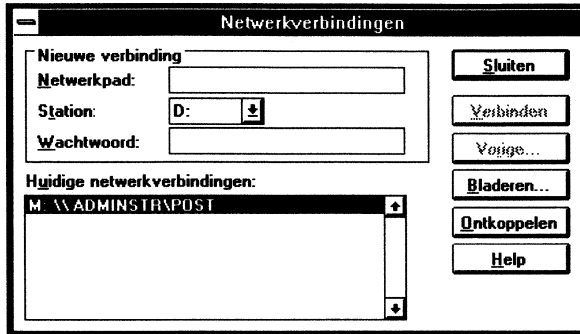 Netwerkverbindingen
Nieuwe verbinding
Netwerkpad:
Station: D:
Wachtwoord:
Huidige netwerkverbindingen:
M: \\ADMINSTR\POST
Sluiten
Verbinden
Vorige...
Bladeren...
Ontkoppelen
Help